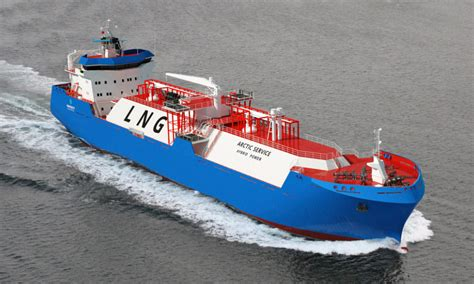 LNG
ARCTIC SERVICE
HYBRID POWER